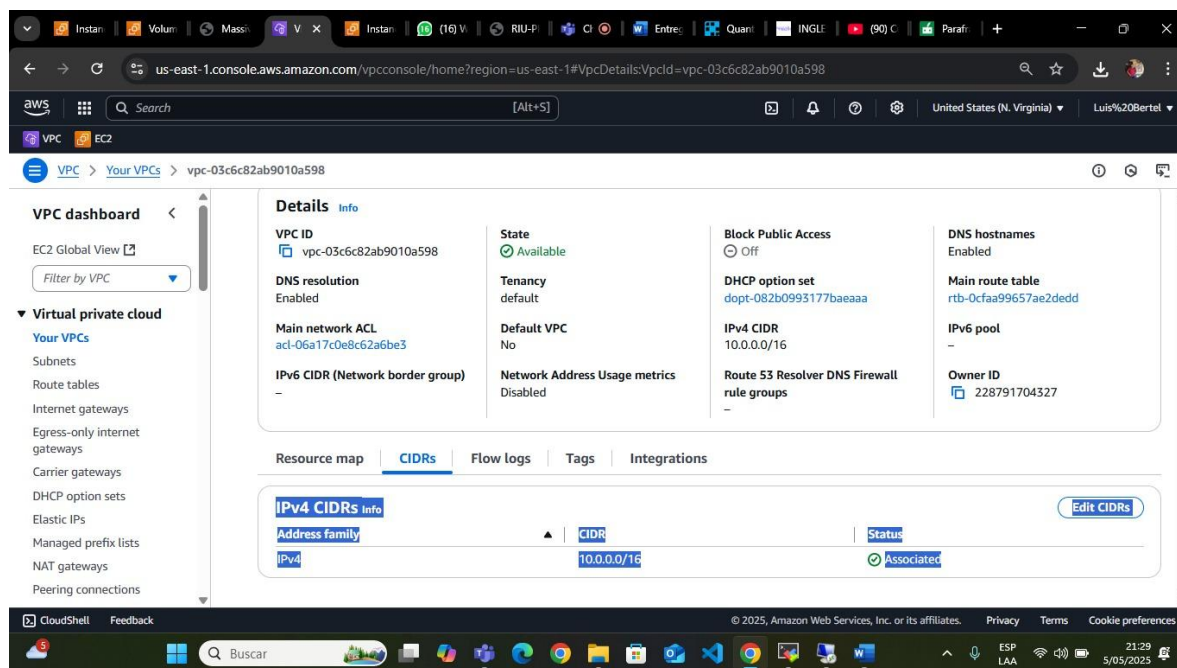 Instan
Volum
Massiv
V
Instan
(16) W
RIU-P
Cl
Entreg
Quant
INGLE
(90) C
Parafr
us-east-1.console.aws.amazon.com/vpcconsole/home?region=us-east-1#VpcDetails:VpcId=vpc-03c6c82ab9010a598
aws Search [Alt+S] United States (N. Virginia) Luis%20Bertel
VPC EC2
VPC > Your VPCs > vpc-03c6c82ab9010a598
VPC dashboard
EC2 Global View
Filter by VPC
Virtual private cloud
Your VPCs
Subnets
Route tables
Internet gateways
Egress-only internet
gateways
Carrier gateways
DHCP option sets
Elastic IPs
Managed prefix lists
NAT gateways
Peering connections
Details Info
VPC ID
vpc-03c6c82ab9010a598
State
Available
Block Public Access
Off
DNS hostnames
Enabled
DNS resolution
Enabled
Tenancy
default
DHCP option set
dopt-082b0993177baeaaa
Main route table
rtb-0cfaa99657ae2dedd
Main network ACL
acl-06a17c0e8c62a6be3
Default VPC
No
IPv4 CIDR
10.0.0.0/16
IPv6 pool
–
IPv6 CIDR (Network border group)
–
Network Address Usage metrics
Disabled
Route 53 Resolver DNS Firewall
rule groups
–
Owner ID
228791704327
Resource map CIDRs Flow logs Tags Integrations
IPv4 CIDRs Info Edit CIDRs
Address family CIDR Status
IPv4 10.0.0.0/16 Associated
CloudShell Feedback © 2025, Amazon Web Services, Inc. or its affiliates. Privacy Terms Cookie preferences
5
Buscar
ESP
LAA
21:29
5/05/2025